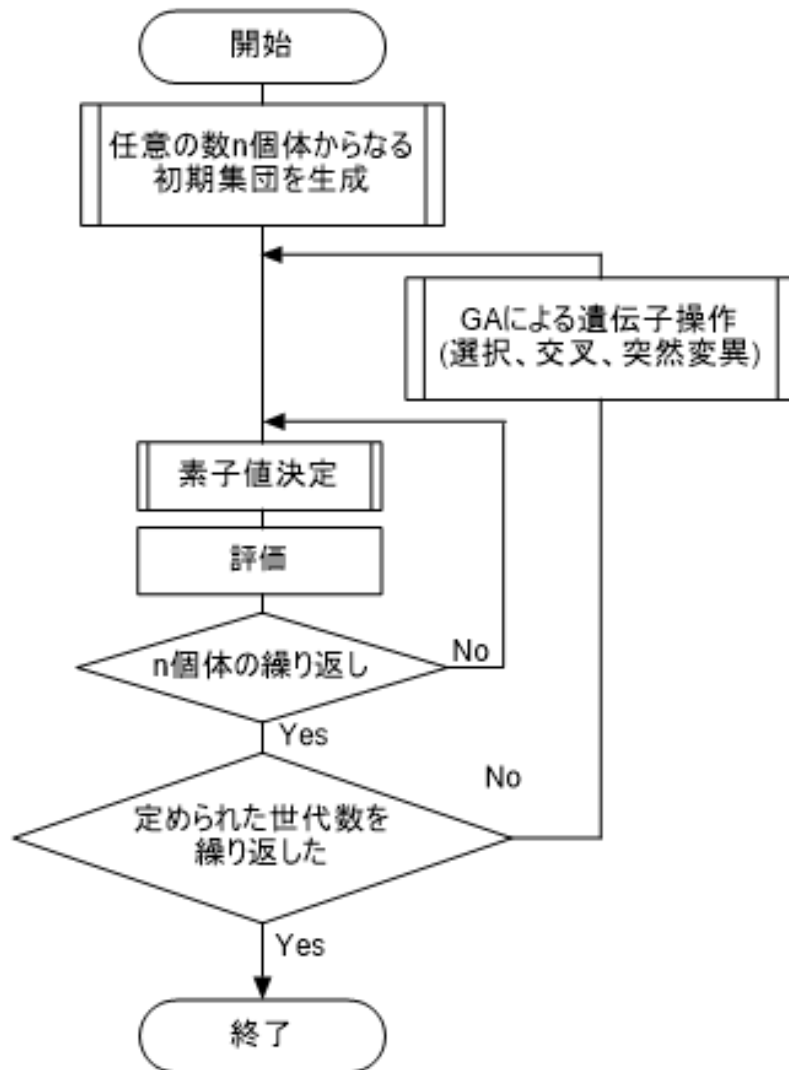 開始
任意の数n個体からなる
初期集団を生成
GAによる遺伝子操作
(選択、交叉、突然変異)
素子値決定
評価
n個体の繰り返し
No
Yes
No
定められた世代数を
繰り返した
Yes
終了